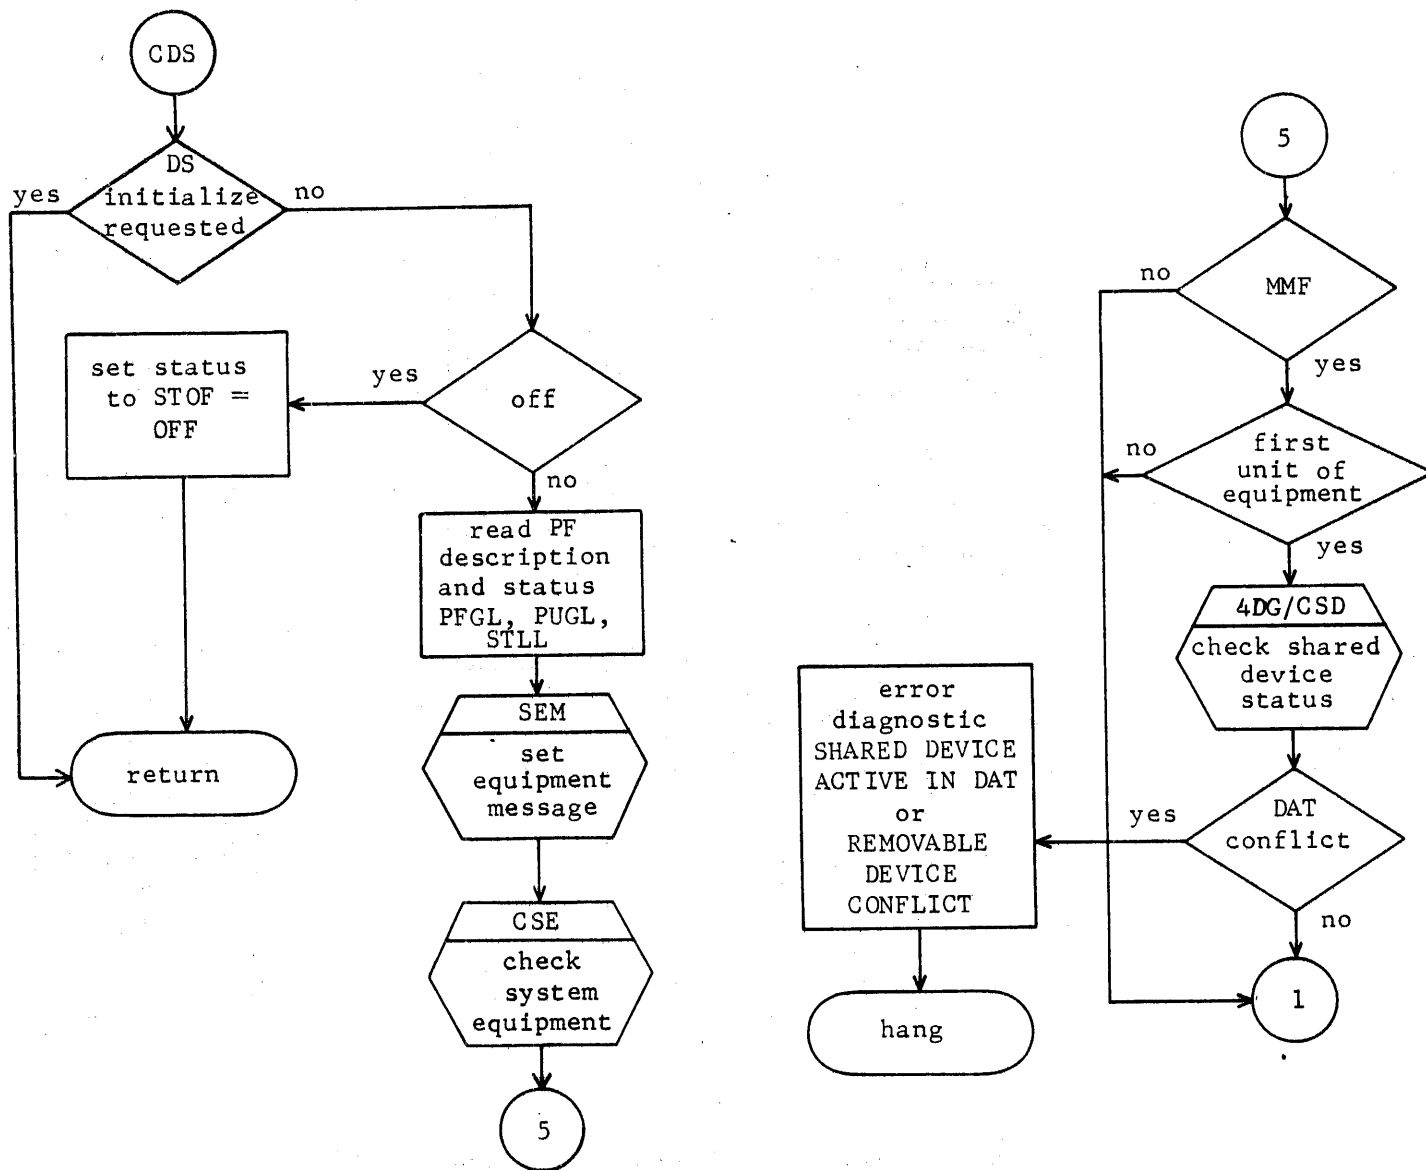 CDS
DS
initialize
requested
yes
no
off
yes
no
set status
to STOF =
OFF
return
read PF
description
and status
PFGL, PUGL,
STLL
SEM
set
equipment
message
CSE
check
system
equipment
5
5
MMF
no
yes
first
unit of
equipment
no
yes
4DG/CSD
check shared
device
status
DAT
conflict
yes
no
error
diagnostic
SHARED DEVICE
ACTIVE IN DAT
or
REMOVABLE
DEVICE
CONFLICT
hang
1